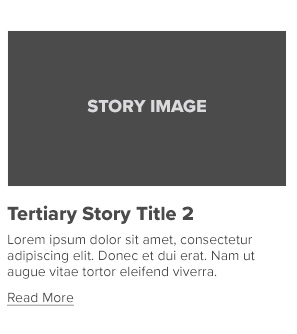 STORY IMAGE
Tertiary Story Title 2
Lorem ipsum dolor sit amet, consectetur
adipiscing elit. Donec et dui erat. Nam ut
augue vitae tortor eleifend viverra.
Read More